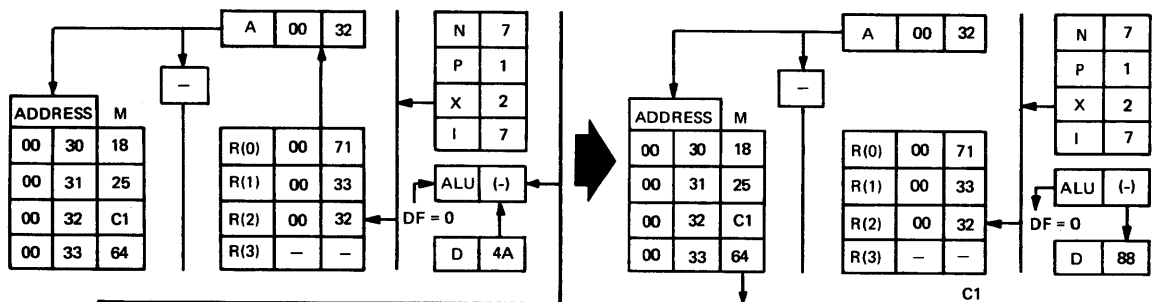 A 00 32
N 7
P 1
X 2
I 7
–
ADDRESS M
00 30 18
00 31 25
00 32 C1
00 33 64
R(0) 00 71
R(1) 00 33
R(2) 00 32
R(3) – –
ALU (-)
DF = 0
D 4A
A 00 32
N 7
P 1
X 2
I 7
–
ADDRESS M
00 30 18
00 31 25
00 32 C1
00 33 64
R(0) 00 71
R(1) 00 33
R(2) 00 32
R(3) – –
ALU (-)
DF = 0
D 88
C1